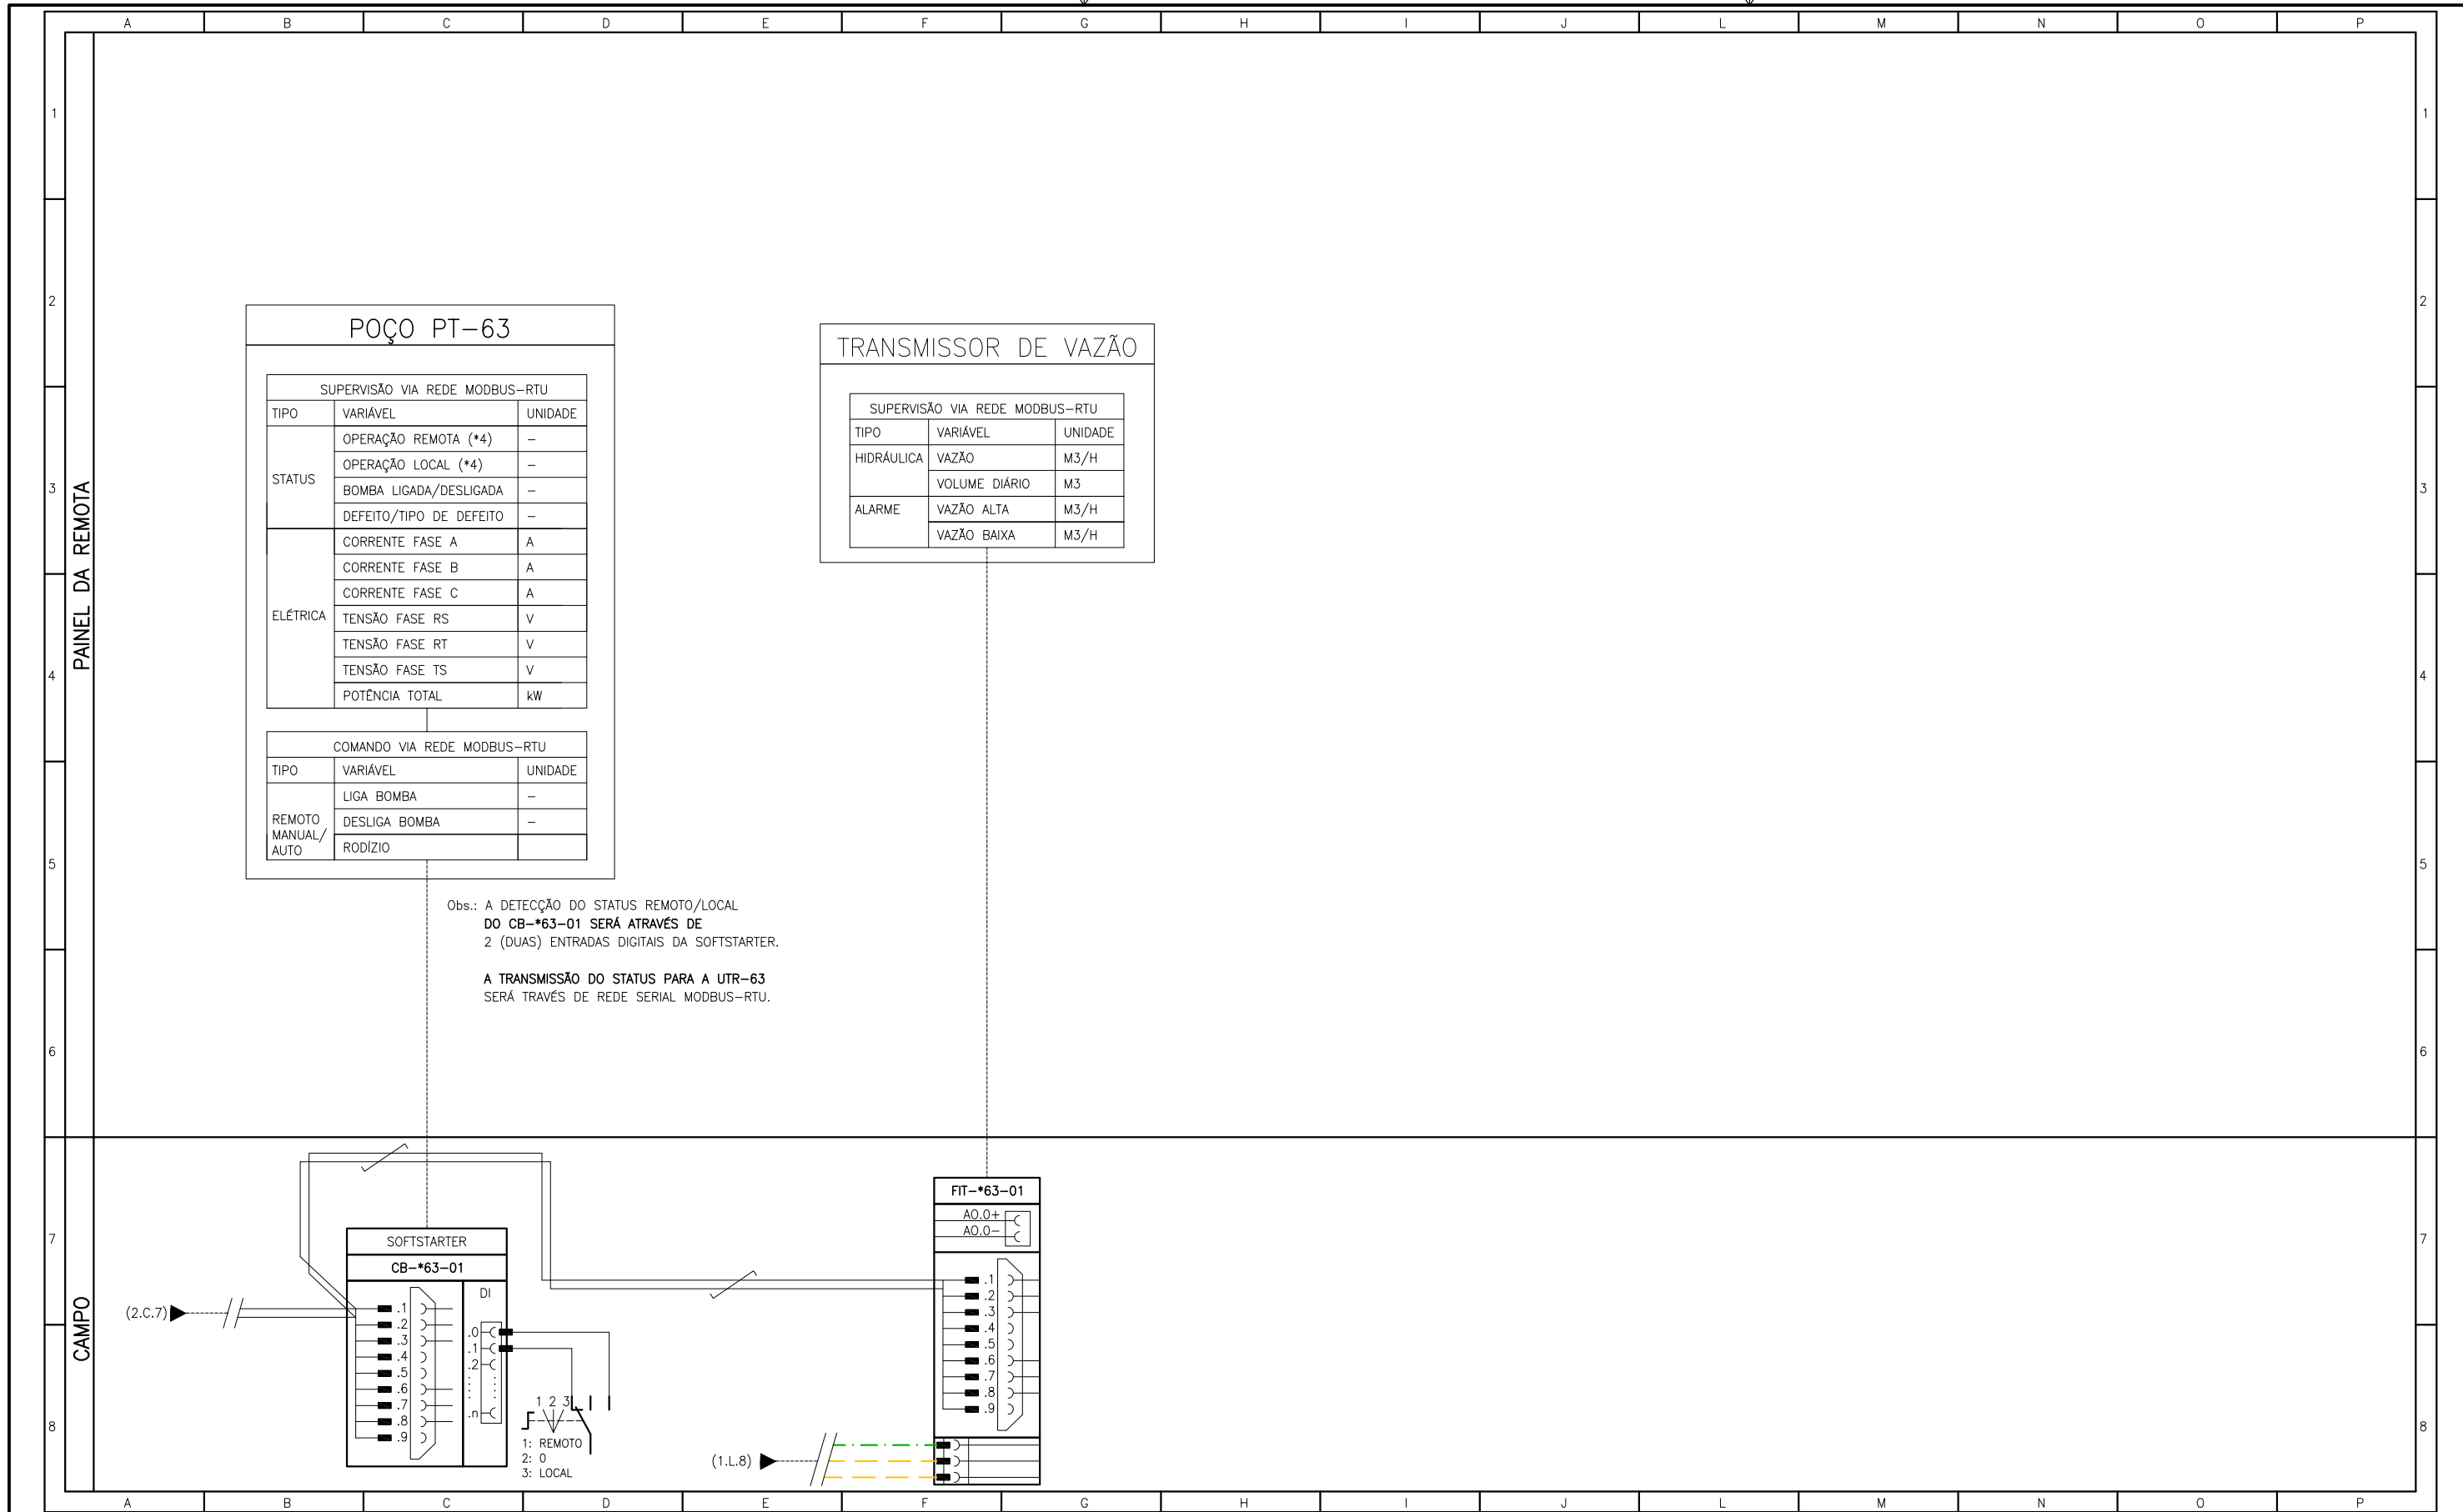 A B C D E F G H I J L M N O P
1 1
2 2
3 3
4 4
5 5
6 6
7 7
8 8
PAINEL DA REMOTA
CAMPO
POÇO PT-63
SUPERVISÃO VIA REDE MODBUS-RTU
TIPO VARIÁVEL UNIDADE
STATUS
OPERAÇÃO REMOTA (*4) -
OPERAÇÃO LOCAL (*4) -
BOMBA LIGADA/DESLIGADA -
DEFEITO/TIPO DE DEFEITO -
ELÉTRICA
CORRENTE FASE A A
CORRENTE FASE B A
CORRENTE FASE C A
TENSÃO FASE RS V
TENSÃO FASE RT V
TENSÃO FASE TS V
POTÊNCIA TOTAL kW
COMANDO VIA REDE MODBUS-RTU
TIPO VARIÁVEL UNIDADE
REMOTO
MANUAL/
AUTO
LIGA BOMBA -
DESLIGA BOMBA -
RODÍZIO
TRANSMISSOR DE VAZÃO
SUPERVISÃO VIA REDE MODBUS-RTU
TIPO VARIÁVEL UNIDADE
HIDRÁULICA VAZÃO M3/H
VOLUME DIÁRIO M3
ALARME VAZÃO ALTA M3/H
VAZÃO BAIXA M3/H
Obs.: A DETECÇÃO DO STATUS REMOTO/LOCAL
DO CB-*63-01 SERÁ ATRAVÉS DE
2 (DUAS) ENTRADAS DIGITAIS DA SOFTSTARTER.
A TRANSMISSÃO DO STATUS PARA A UTR-63
SERÁ TRAVÉS DE REDE SERIAL MODBUS-RTU.
(2.C.7)
SOFTSTARTER
CB-*63-01
.1
.2
.3
.4
.5
.6
.7
.8
.9
DI
.0
.1
.2
.n
1 2 3
1: REMOTO
2: 0
3: LOCAL
FIT-*63-01
AO.0+
AO.0-
.1
.2
.3
.4
.5
.6
.7
.8
.9
(1.L.8)
A B C D E F G H I J L M N O P